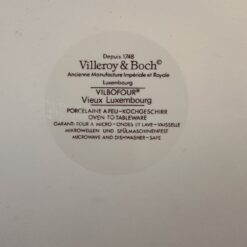 Depuis 1748
Villeroy & Boch®
Ancienne Manufacture Impériale et Royale
Luxembourg
VILBOFOUR®
Vieux Luxembourg
PORCELAINE A FEU-KOCHGESCHIRR
OVEN TO TABLEWARE
GARANTI FOUR A MICRO-ONDES ET LAVE-VAISSELLE
MIKROWELLEN UND SPÜLMASCHINENFEST
MICROWAVE AND DISHWASHER-SAFE